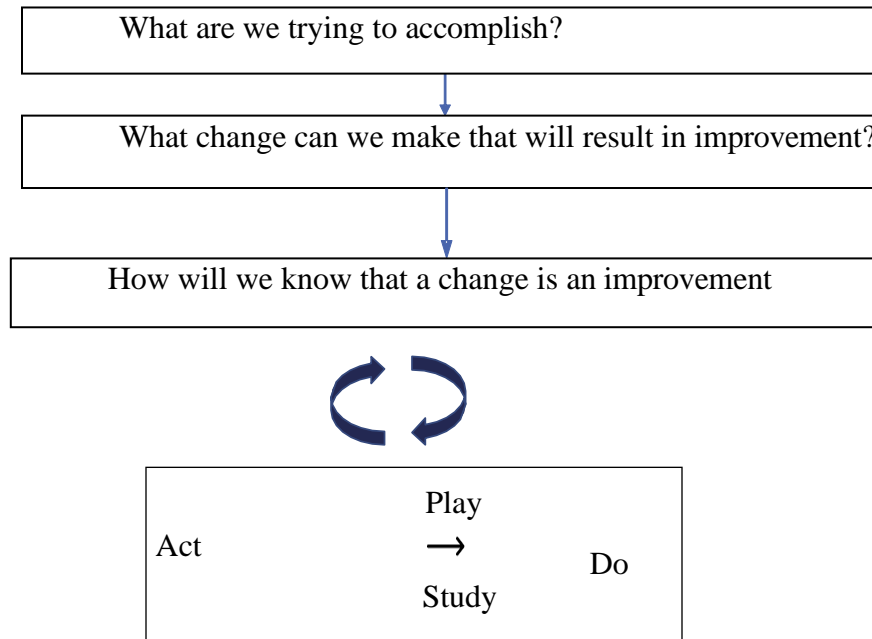 What are we trying to accomplish?
What change can we make that will result in improvement?
How will we know that a change is an improvement
Play
Act →
Do
Study